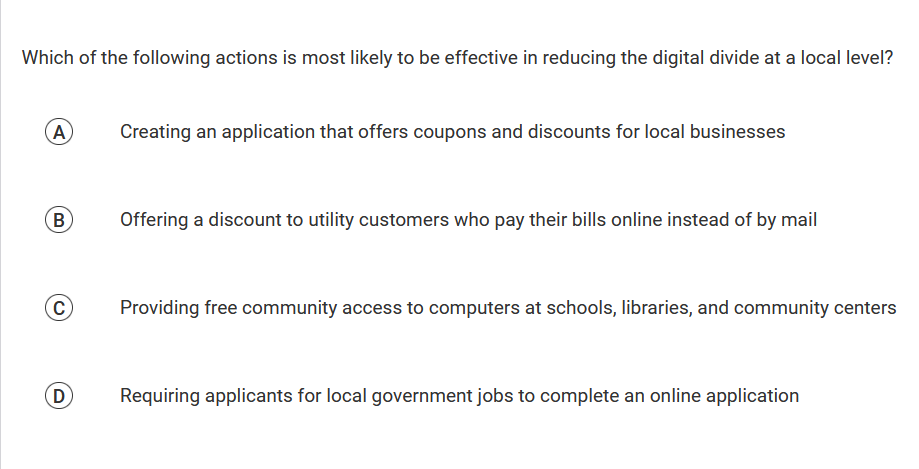 Which of the following actions is most likely to be effective in reducing the digital divide at a local level?
A Creating an application that offers coupons and discounts for local businesses
B Offering a discount to utility customers who pay their bills online instead of by mail
C Providing free community access to computers at schools, libraries, and community centers
D Requiring applicants for local government jobs to complete an online application